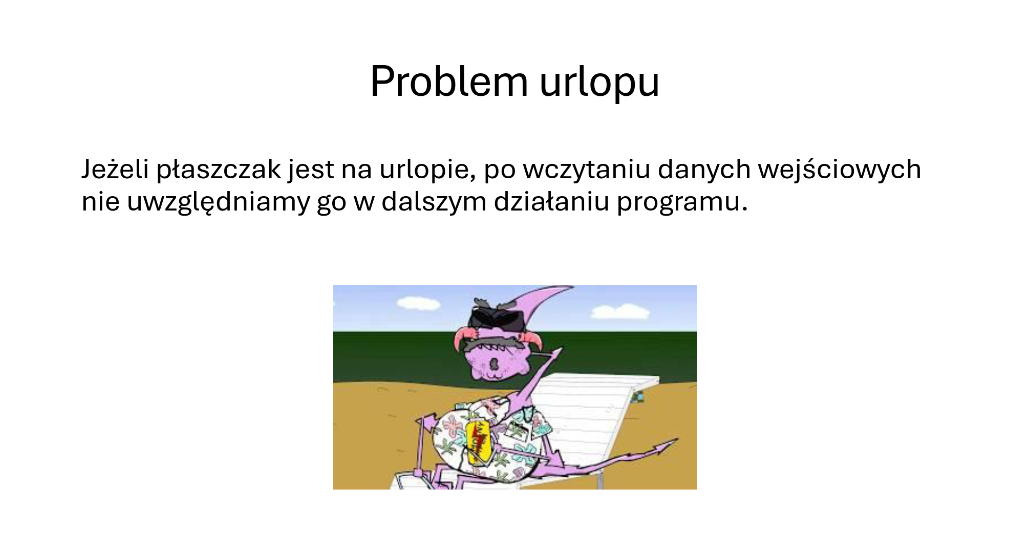 Problem urlopu
Jeżeli płaszczak jest na urlopie, po wczytaniu danych wejściowych
nie uwzględniamy go w dalszym działaniu programu.